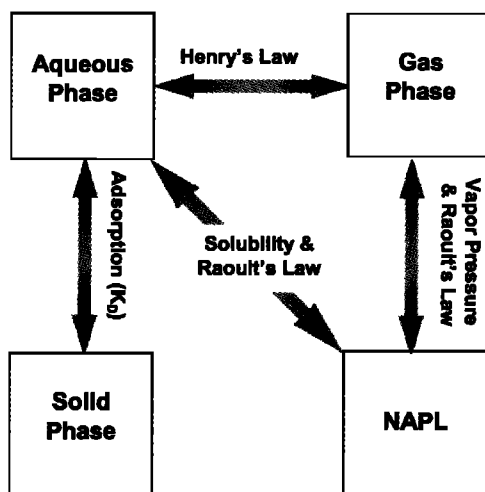 Aqueous
Phase
Henry's Law
Gas
Phase
Adsorption (K_D)
Solubility &
Raoult's Law
Vapor Pressure
& Raoult's Law
Solid
Phase
NAPL